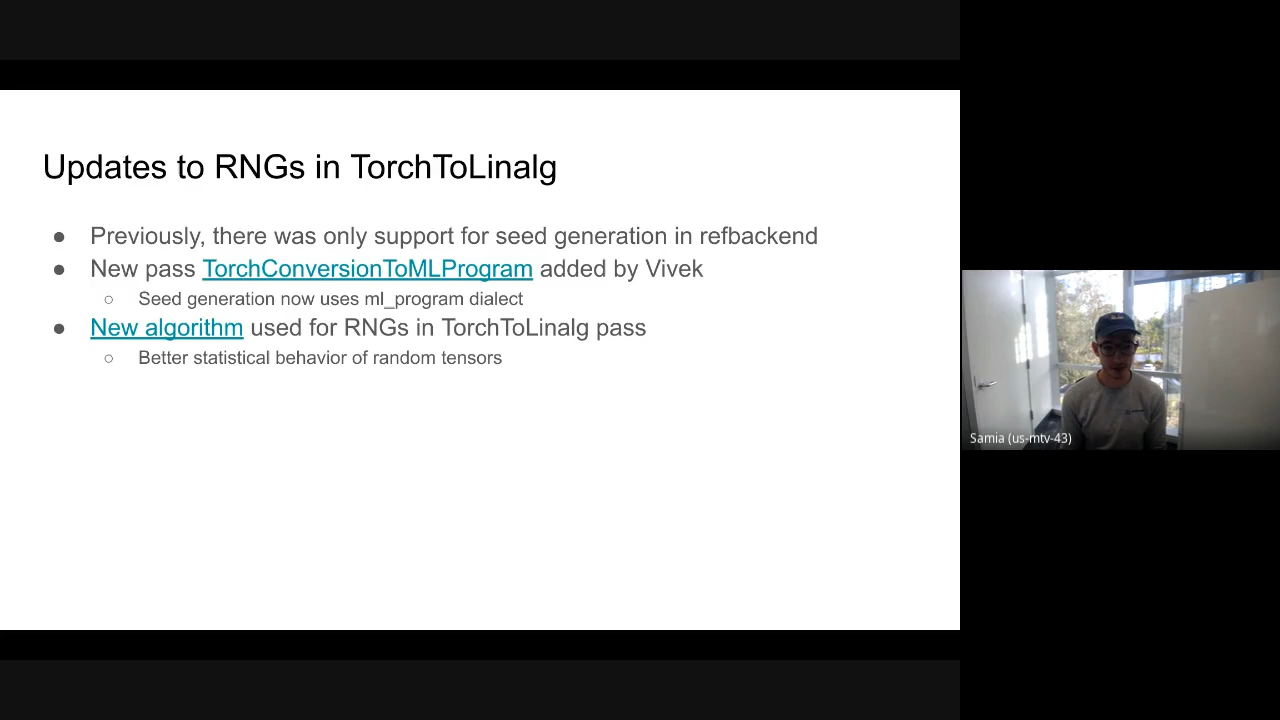 Updates to RNGs in TorchToLinalg
● Previously, there was only support for seed generation in refbackend
● New pass TorchConversionToMLProgram added by Vivek
○ Seed generation now uses ml_program dialect
● New algorithm used for RNGs in TorchToLinalg pass
○ Better statistical behavior of random tensors
Samia (us-mtv-43)